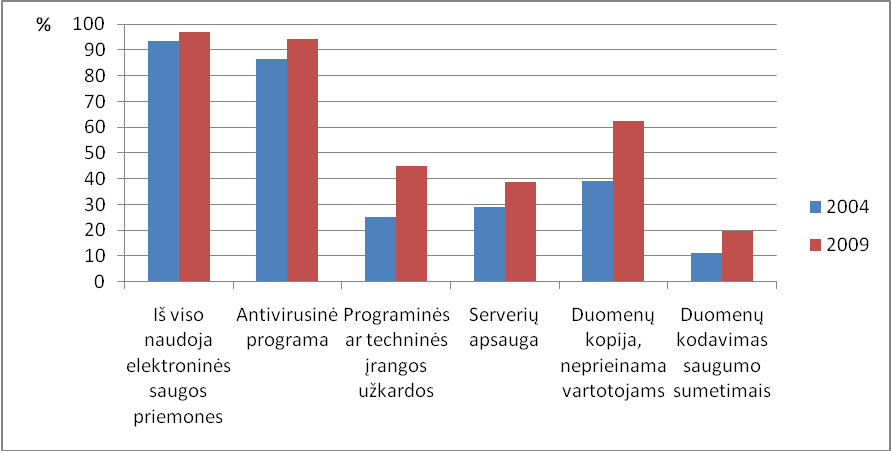 %
100
90
80
70
60
50
40
30
20
10
0
Iš viso
naudoja
elektroninės
saugos
priemones
Antivirusinė
programa
Programinės
ar techninės
įrangos
užkardos
Serverių
apsauga
Duomenų
kopija,
neprieinama
vartotojams
Duomenų
kodavimas
saugumo
sumetimais
2004
2009